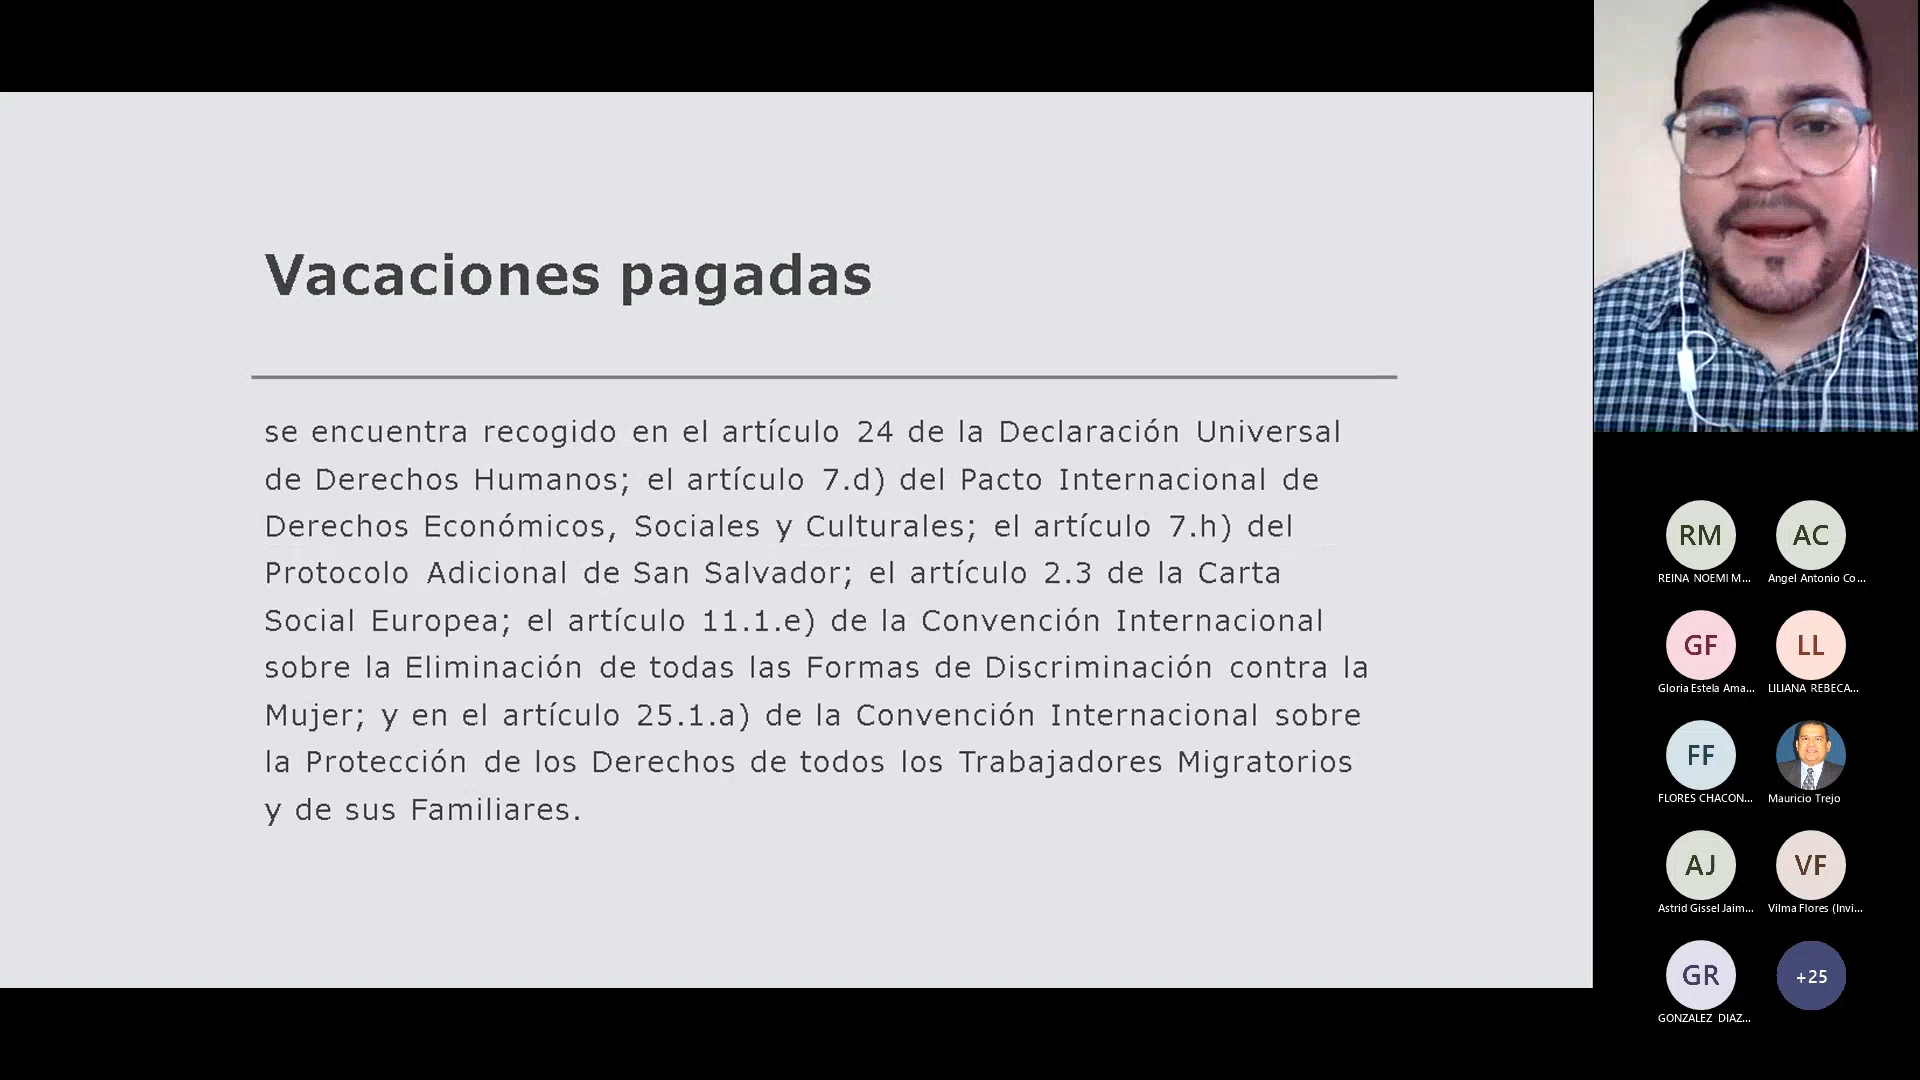 Vacaciones pagadas
se encuentra recogido en el artículo 24 de la Declaración Universal
de Derechos Humanos; el artículo 7.d) del Pacto Internacional de
Derechos Económicos, Sociales y Culturales; el artículo 7.h) del
Protocolo Adicional de San Salvador; el artículo 2.3 de la Carta
Social Europea; el artículo 11.1.e) de la Convención Internacional
sobre la Eliminación de todas las Formas de Discriminación contra la
Mujer; y en el artículo 25.1.a) de la Convención Internacional sobre
la Protección de los Derechos de todos los Trabajadores Migratorios
y de sus Familiares.
RM AC
REINA NOEMI M... Angel Antonio Co...
GF LL
Gloria Estela Ama... LILIANA REBECA...
FF
FLORES CHACON... Mauricio Trejo
AJ VF
Astrid Gissel Jaim... Vilma Flores (Invi...
GR +25
GONZALEZ DIAZ...